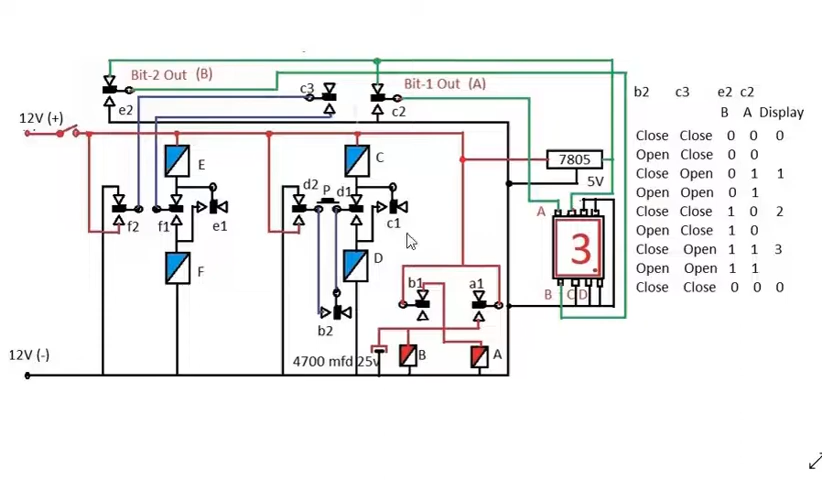 Bit-2 Out (B)
c3
Bit-1 Out (A)
b2 c3 e2 c2
B A Display
e2
c2
12V (+)
Close Close 0 0 0
Open Close 0 0
Close Open 0 1 1
Open Open 0 1
Close Close 1 0 2
Open Close 1 0
Close Open 1 1 3
Open Open 1 1
Close Close 0 0 0
E
C
7805
5V
d2 P d1
f2 f1 e1
c1
A
3.
F
D
B C D
b1 a1
b2
12V (-)
4700 mfd 25v
B
A